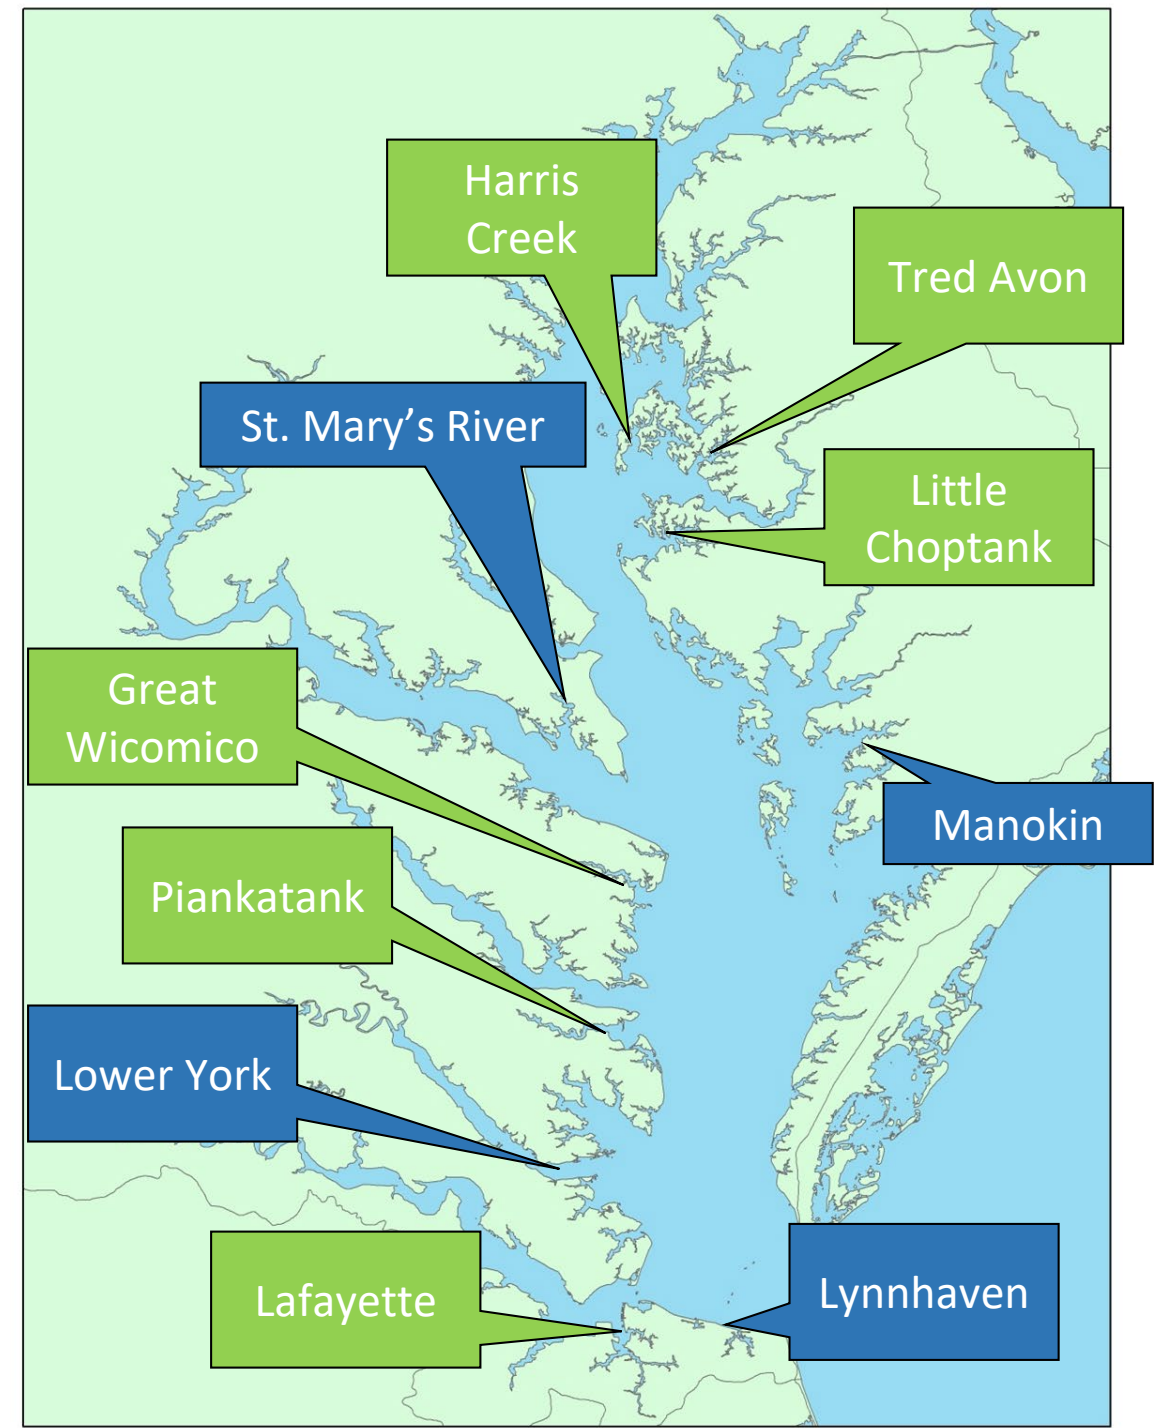 Harris
Creek
Tred Avon
St. Mary’s River
Little
Choptank
Great
Wicomico
Manokin
Piankatank
Lower York
Lafayette
Lynnhaven